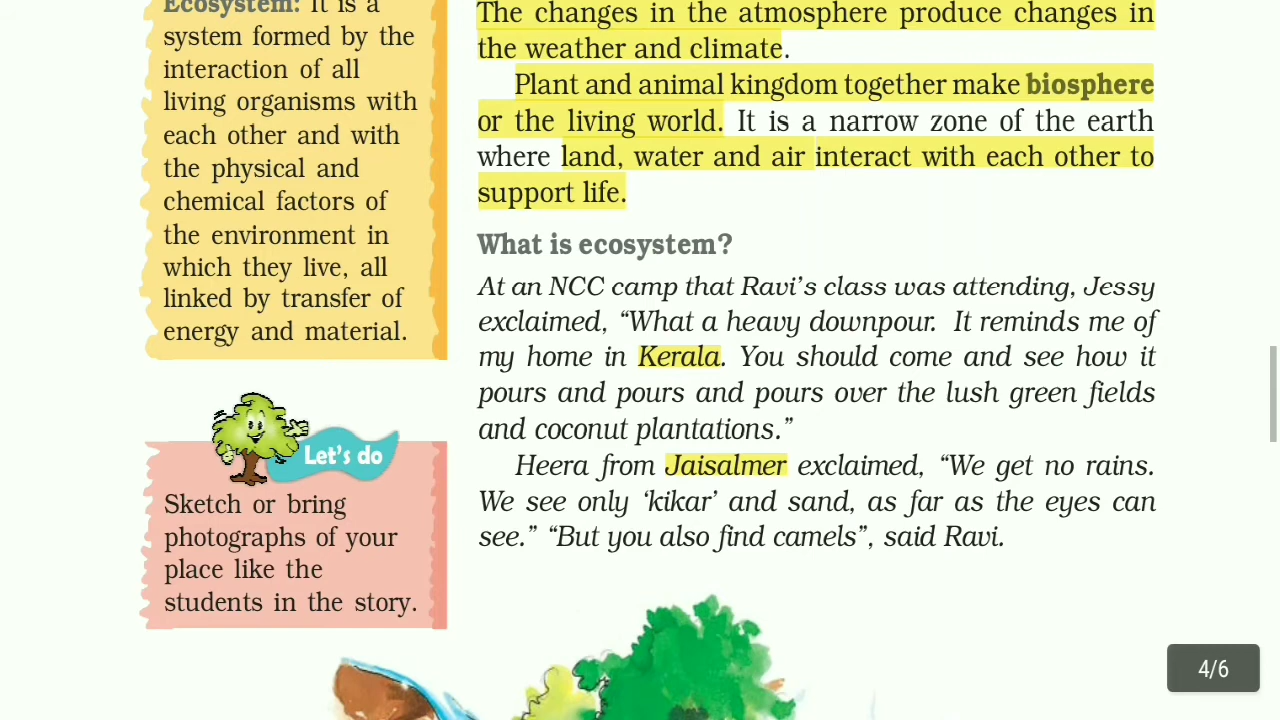 Ecosystem: It is a
system formed by the
interaction of all
living organisms with
each other and with
the physical and
chemical factors of
the environment in
which they live, all
linked by transfer of
energy and material.
Let's do
Sketch or bring
photographs of your
place like the
students in the story.
The changes in the atmosphere produce changes in
the weather and climate.
Plant and animal kingdom together make biosphere
or the living world. It is a narrow zone of the earth
where land, water and air interact with each other to
support life.
What is ecosystem?
At an NCC camp that Ravi's class was attending, Jessy
exclaimed, “What a heavy downpour. It reminds me of
my home in Kerala. You should come and see how it
pours and pours and pours over the lush green fields
and coconut plantations.”
Heera from Jaisalmer exclaimed, “We get no rains.
We see only ‘kikar’ and sand, as far as the eyes can
see.” “But you also find camels”, said Ravi.
4/6